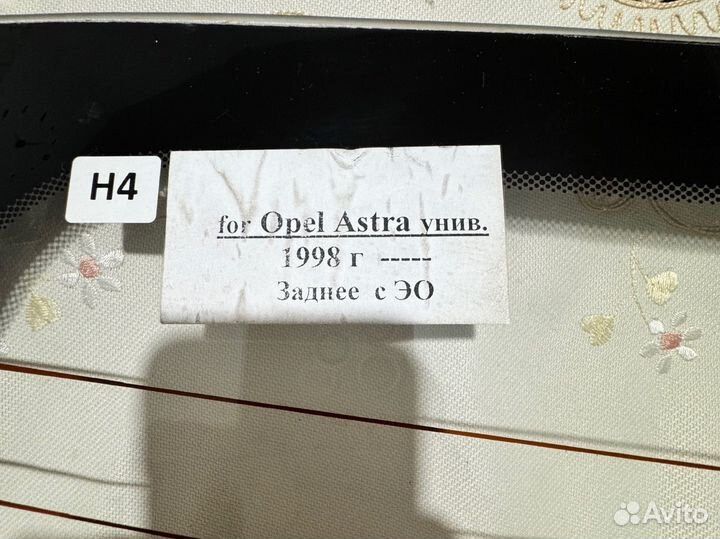 H4
for Opel Astra унив.
1998 г -----
Заднее с ЭО
Avito